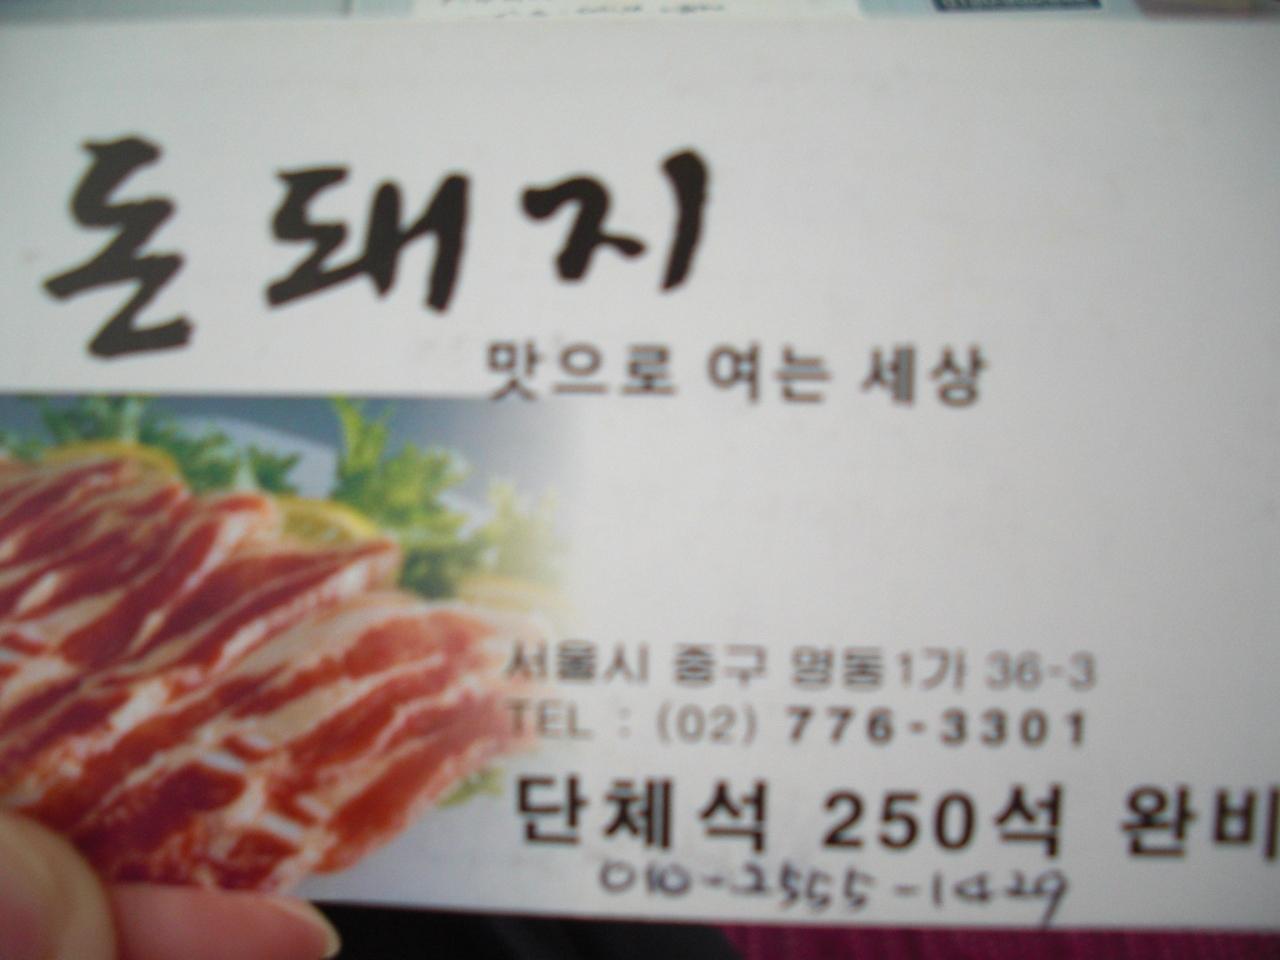 돈돼지
맛으로 여는 세상
서울시 중구 명동1가 36-3
TEL : (02) 776-3301
단체석 250석 완비
010-2555-1429